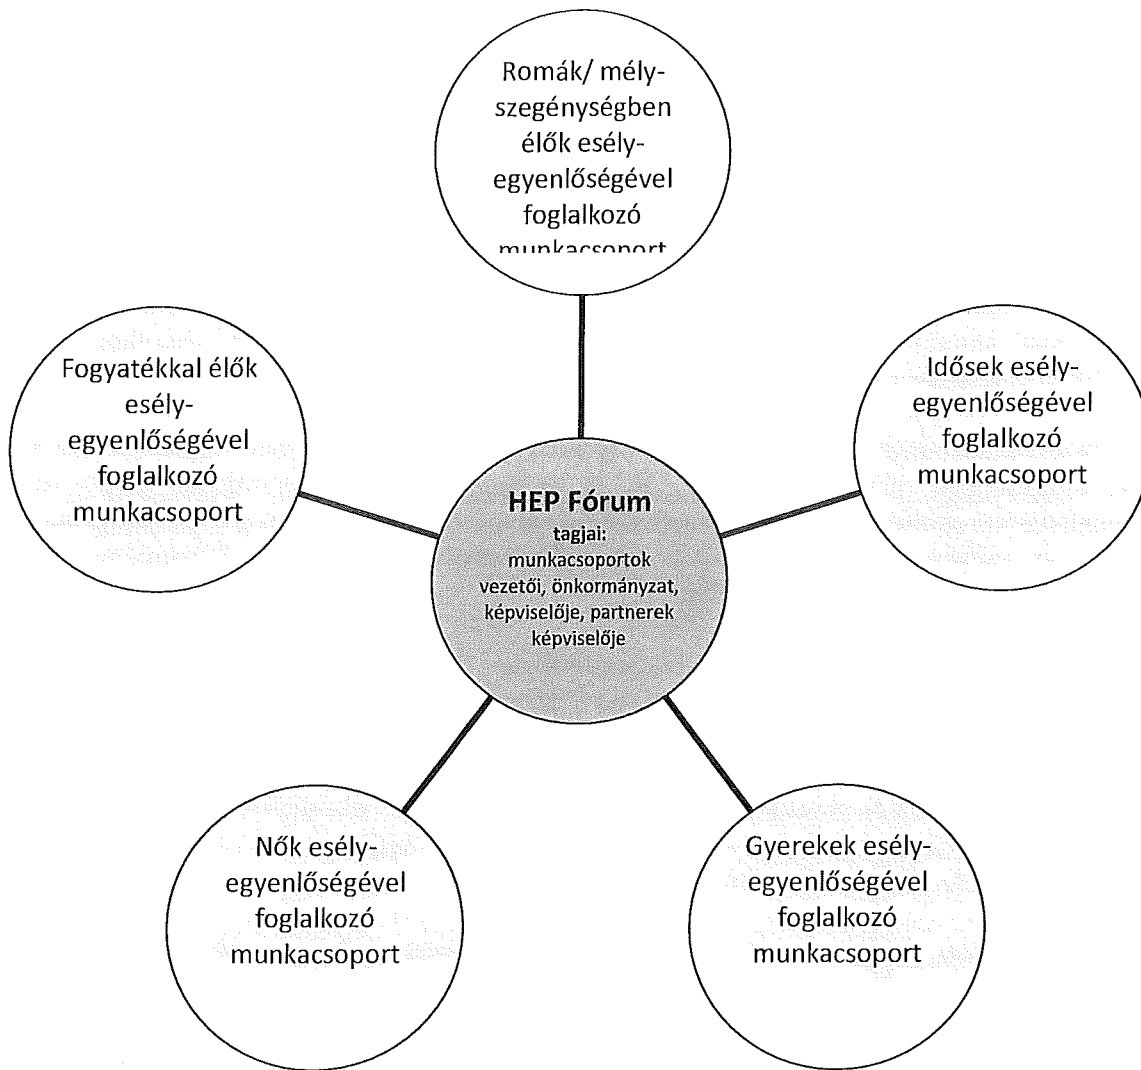 Romák/ mély-
szegénységben
élők esély-
egyenlőségével
foglalkozó
munkacsoport
Fogyatékkal élők
esély-
egyenlőségével
foglalkozó
munkacsoport
Idősek esély-
egyenlőségével
foglalkozó
munkacsoport
HEP Fórum
tagjai:
munkacsoportok
vezetői, önkormányzat,
képviselője, partnerek
képviselője
Nők esély-
egyenlőségével
foglalkozó
munkacsoport
Gyerekek esély-
egyenlőségével
foglalkozó
munkacsoport